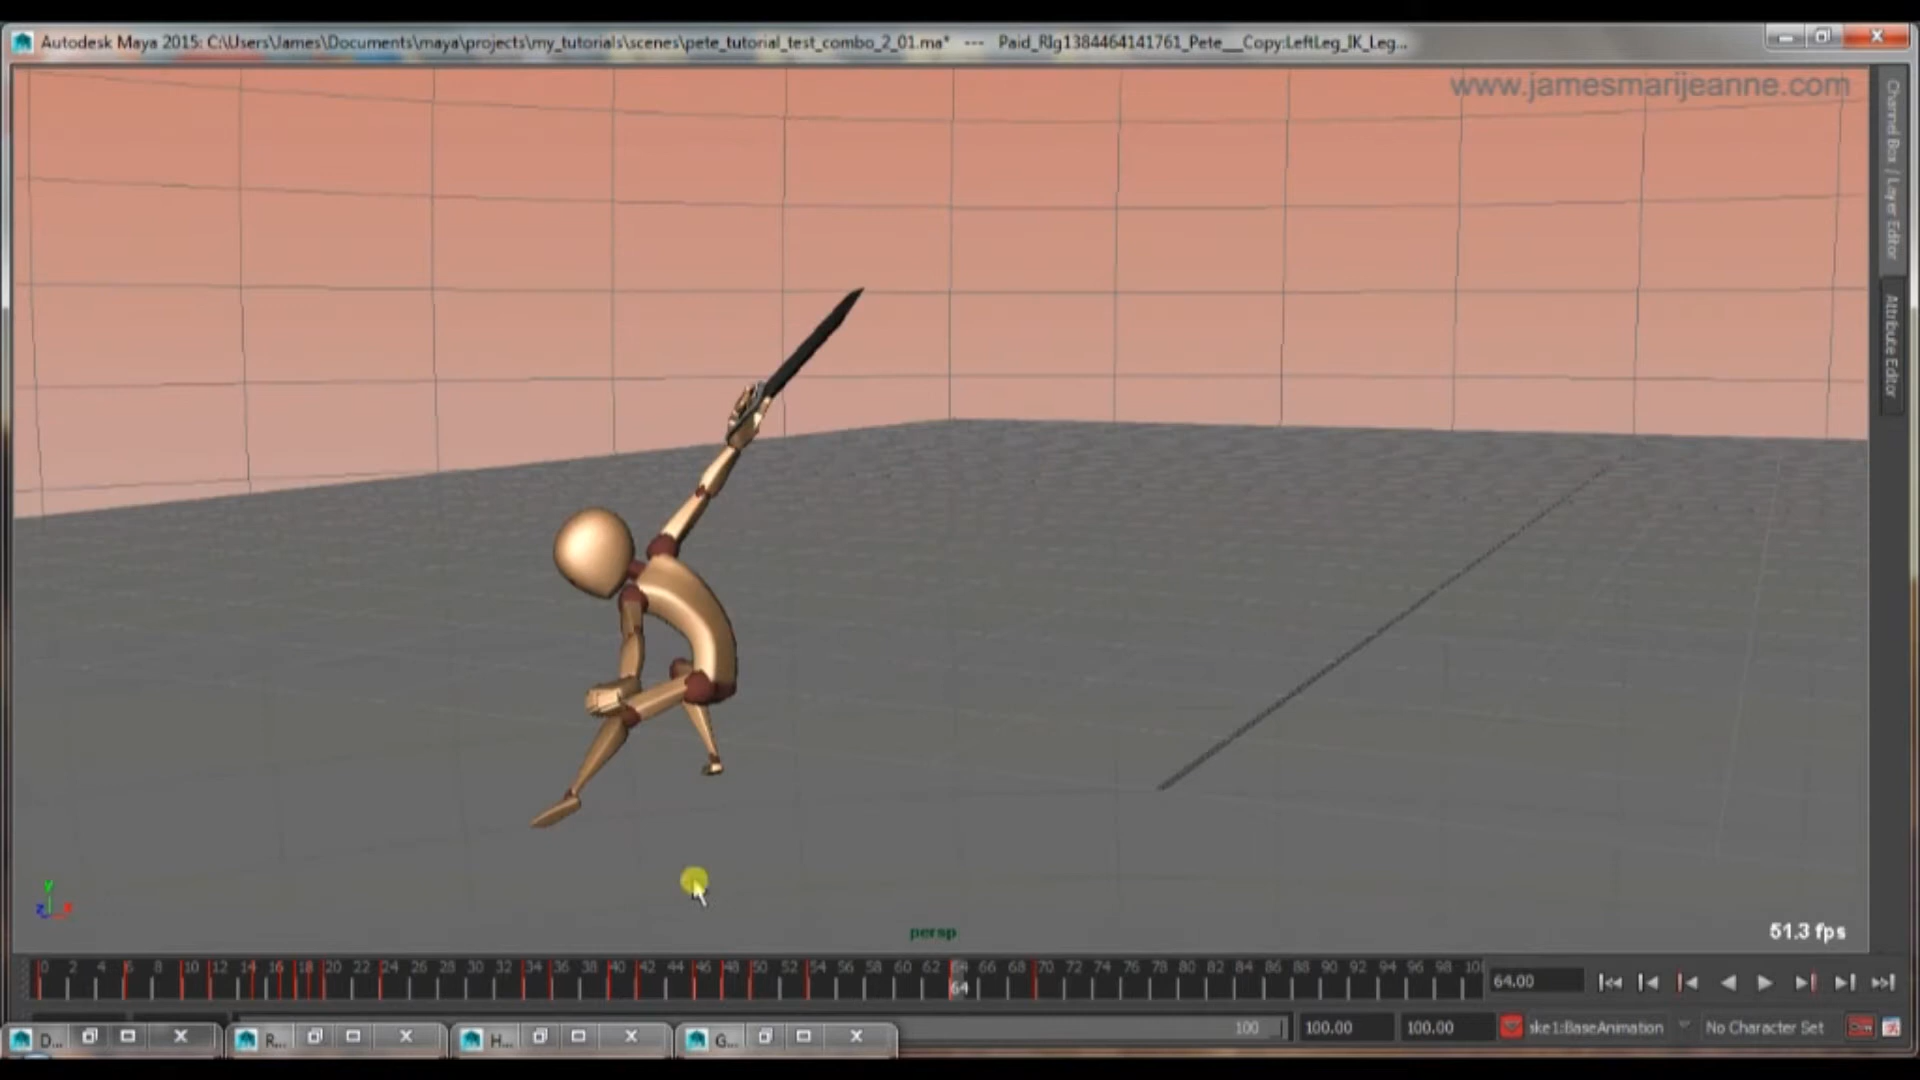 Autodesk Maya 2015: C:\Users\James\Documents\maya\projects\my_tutorials\scenes\pete_tutorial_test_combo_2_01.ma* --- Paid_RIg1384464141761_Pete__Copy:LeftLeg_IK_Leg...
www.jamesmarijeanne.com
Channel Box / Layer Editor
Attribute Editor
y
z x
persp
51.3 fps
0 2 4 6 8 10 12 14 16 18 20 22 24 26 28 30 32 34 36 38 40 42 44 46 48 50 52 54 56 58 60 62 64 66 68 70 72 74 76 78 80 82 84 86 88 90 92 94 96 98 10
64
64.00
D... R... H... G...
100 100.00 100.00 ske1:BaseAnimation No Character Set